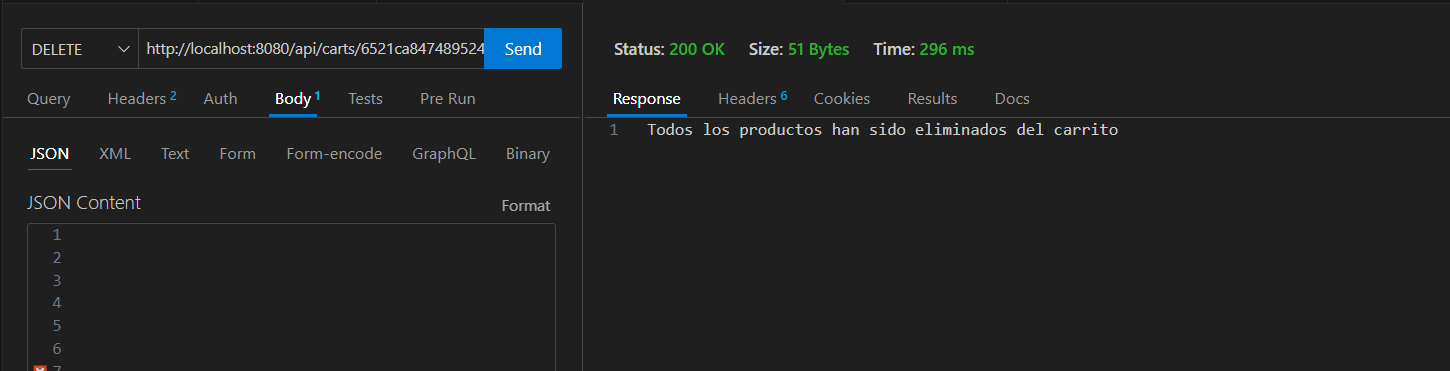 DELETE http://localhost:8080/api/carts/6521ca847489524 Send
Query Headers 2 Auth Body 1 Tests Pre Run
JSON XML Text Form Form-encode GraphQL Binary
JSON Content Format
1
2
3
4
5
6
7
Status: 200 OK Size: 51 Bytes Time: 296 ms
Response Headers 6 Cookies Results Docs
1 Todos los productos han sido eliminados del carrito